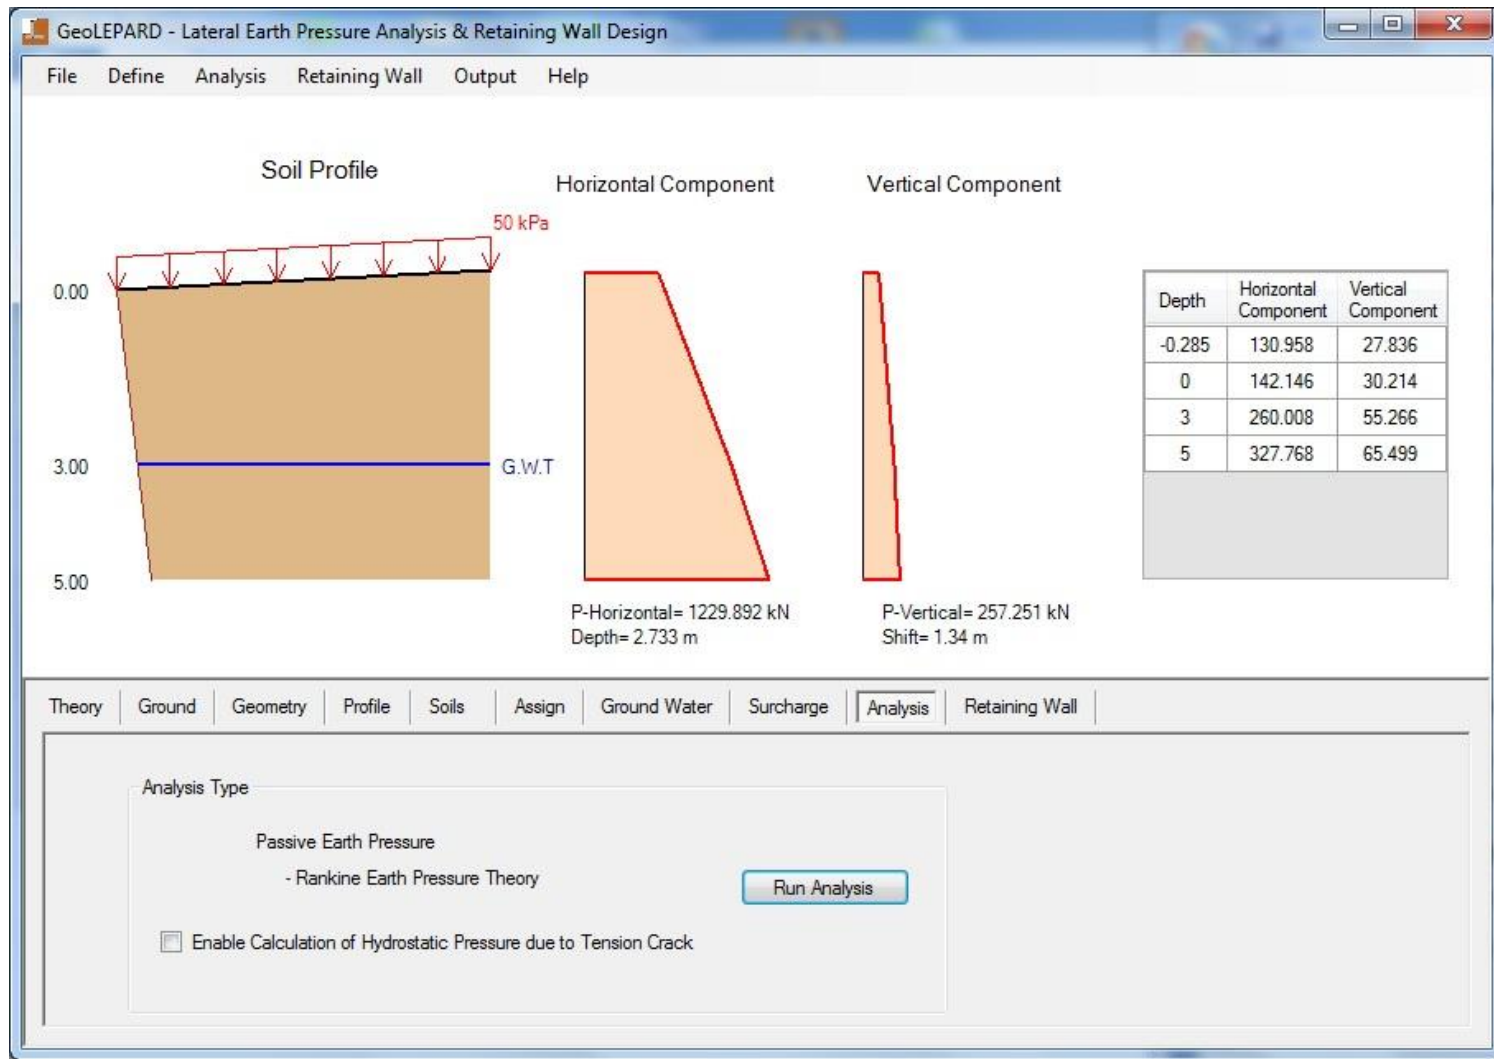 GeoLEPARD - Lateral Earth Pressure Analysis & Retaining Wall Design
File Define Analysis Retaining Wall Output Help
Soil Profile
Horizontal Component
Vertical Component
50 kPa
0.00
3.00
G.W.T
5.00
P-Horizontal= 1229.892 kN
Depth= 2.733 m
P-Vertical= 257.251 kN
Shift= 1.34 m
Depth Horizontal Component Vertical Component
-0.285 130.958 27.836
0 142.146 30.214
3 260.008 55.266
5 327.768 65.499
Theory Ground Geometry Profile Soils Assign Ground Water Surcharge Analysis Retaining Wall
Analysis Type
Passive Earth Pressure
- Rankine Earth Pressure Theory
Run Analysis
Enable Calculation of Hydrostatic Pressure due to Tension Crack